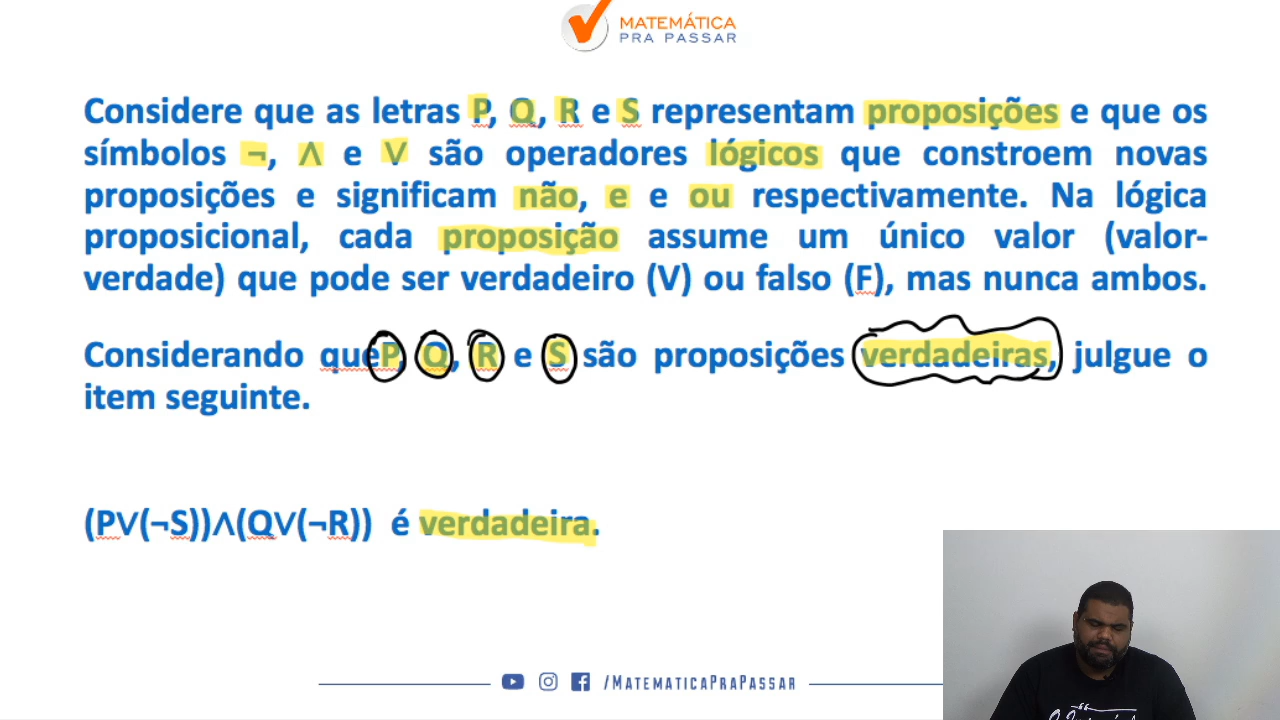 MATEMÁTICA
PRA PASSAR
Considere que as letras P, Q, R e S representam proposições e que os
símbolos ¬, ∧ e ∨ são operadores lógicos que constroem novas
proposições e significam não, e e ou respectivamente. Na lógica
proposicional, cada proposição assume um único valor (valor-
verdade) que pode ser verdadeiro (V) ou falso (F), mas nunca ambos.
Considerando queP, Q, R e S são proposições verdadeiras, julgue o
item seguinte.
(P∨(¬S))∧(Q∨(¬R)) é verdadeira.
/MATEMATICAPRAPASSAR